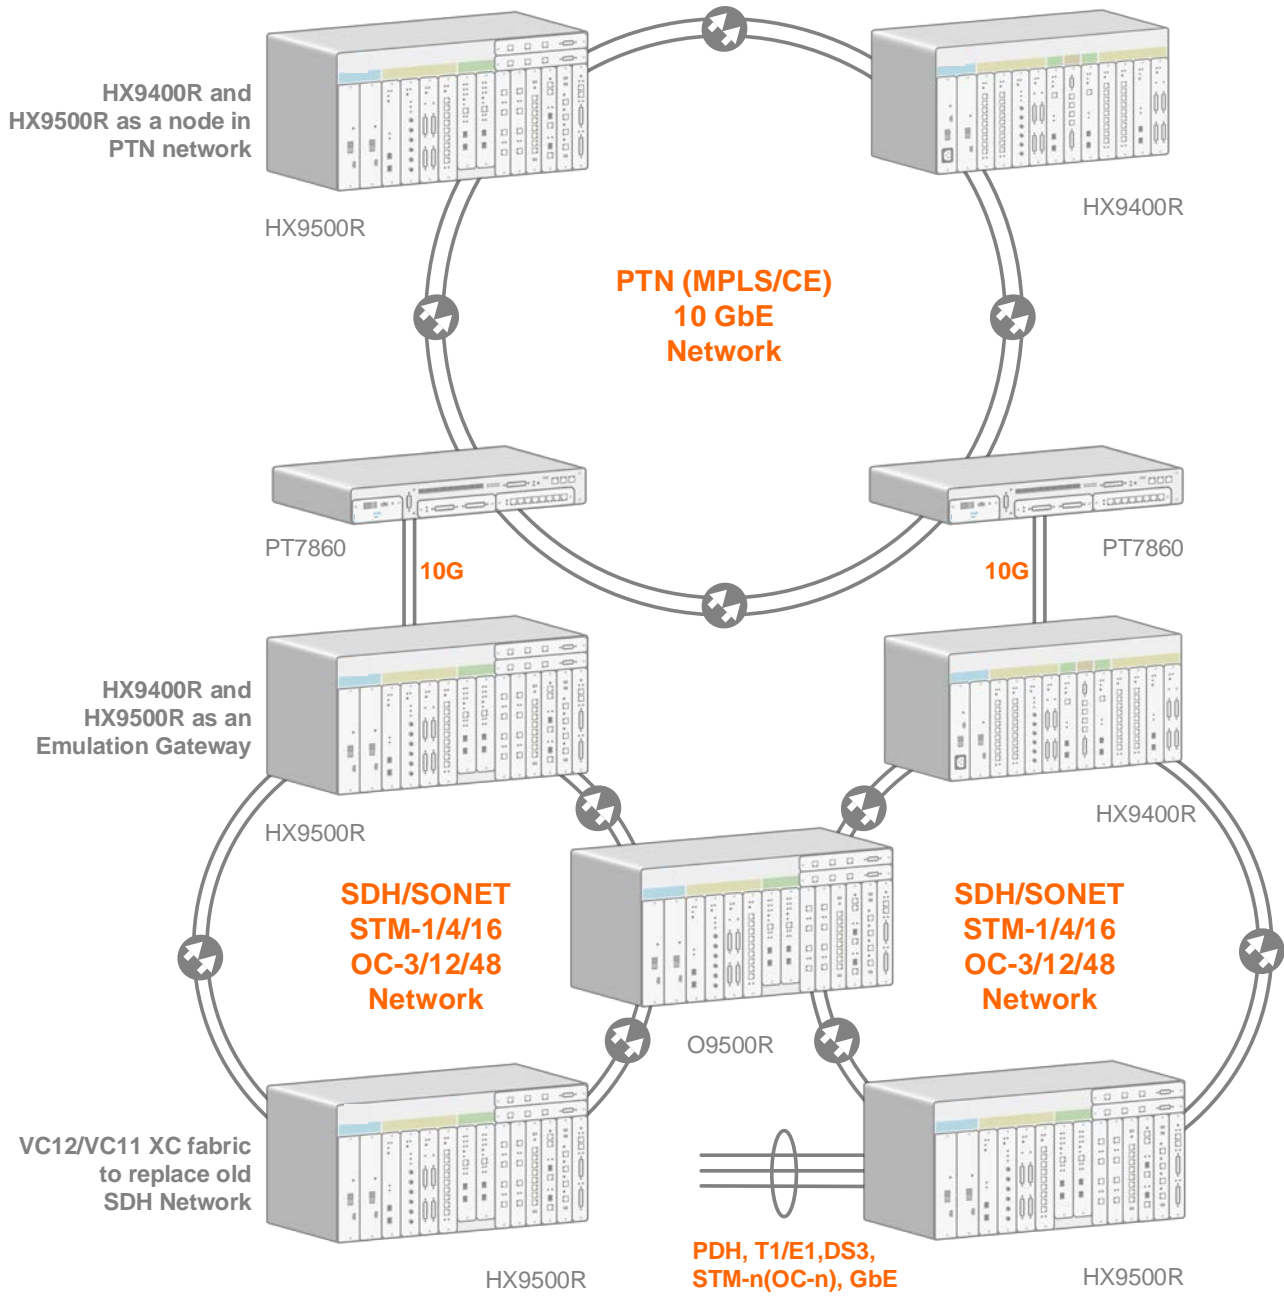 HX9400R and
HX9500R as a node in
PTN network
HX9500R
HX9400R
PTN (MPLS/CE)
10 GbE
Network
PT7860
PT7860
10G
10G
HX9400R and
HX9500R as an
Emulation Gateway
HX9500R
HX9400R
SDH/SONET
STM-1/4/16
OC-3/12/48
Network
SDH/SONET
STM-1/4/16
OC-3/12/48
Network
O9500R
VC12/VC11 XC fabric
to replace old
SDH Network
HX9500R
PDH, T1/E1,DS3,
STM-n(OC-n), GbE
HX9500R